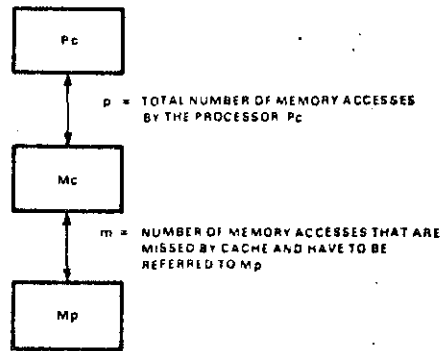 Pc
p = TOTAL NUMBER OF MEMORY ACCESSES
BY THE PROCESSOR Pc
Mc
m = NUMBER OF MEMORY ACCESSES THAT ARE
MISSED BY CACHE AND HAVE TO BE
REFERRED TO Mp
Mp